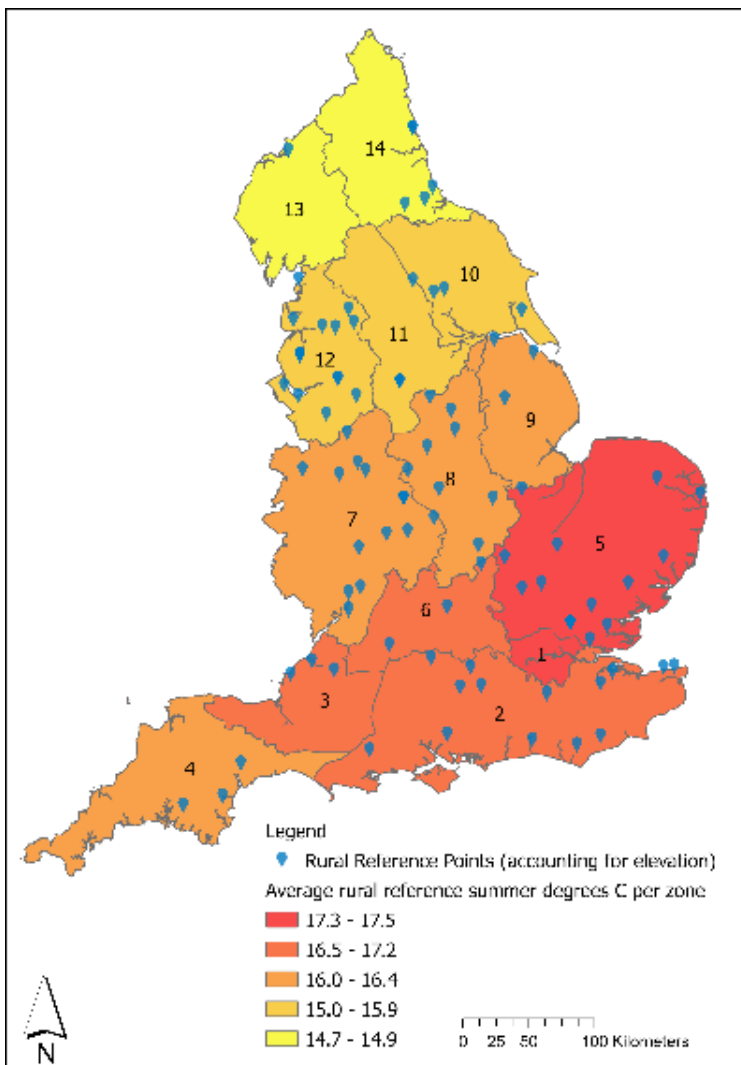 14
13
10
11
12
9
8
7
5
6
1
3
2
4
Legend
Rural Reference Points (accounting for elevation)
Average rural reference summer degrees C per zone
17.3 - 17.5
16.5 - 17.2
16.0 - 16.4
15.0 - 15.9
14.7 - 14.9
N
0 25 50 100 Kilometers